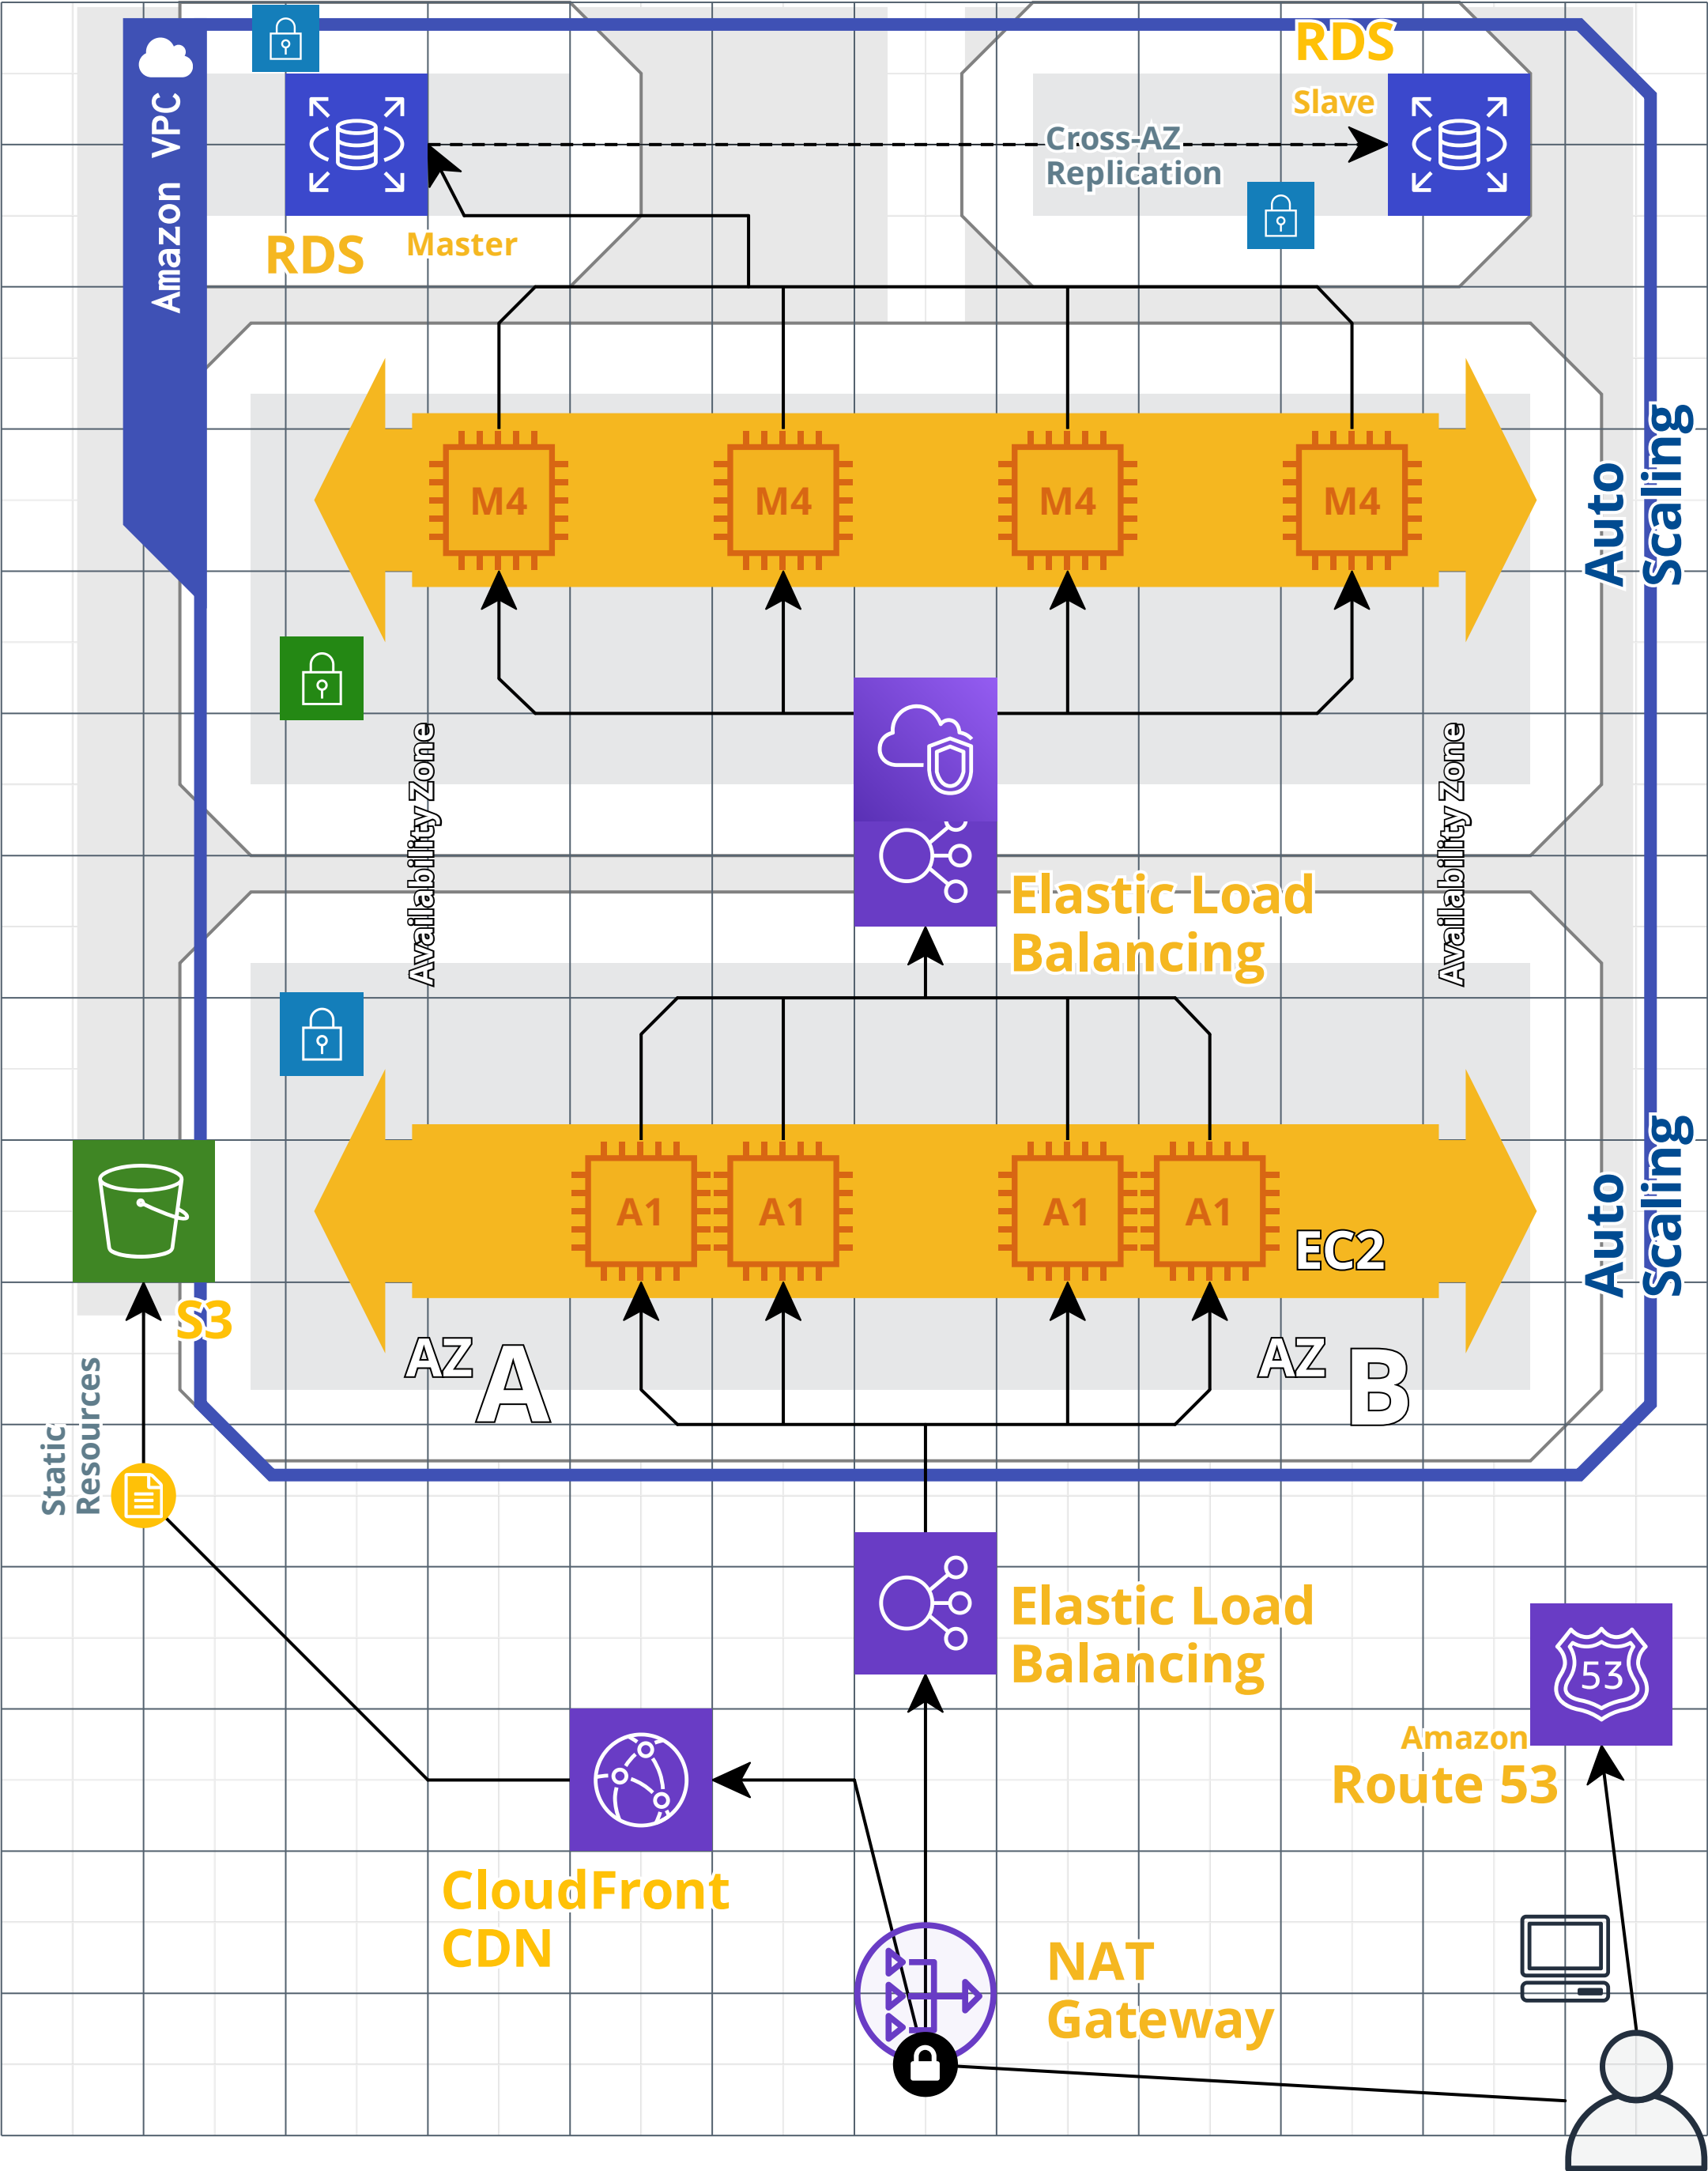 Amazon VPC
RDS
Master
RDS
Slave
Cross-AZ
Replication
M4
M4
M4
M4
Auto
Scaling
Availability Zone
Availability Zone
Elastic Load
Balancing
A1
A1
A1
A1
EC2
Auto
Scaling
S3
AZ A
AZ B
Static
Resources
Elastic Load
Balancing
53
Amazon
Route 53
CloudFront
CDN
NAT
Gateway